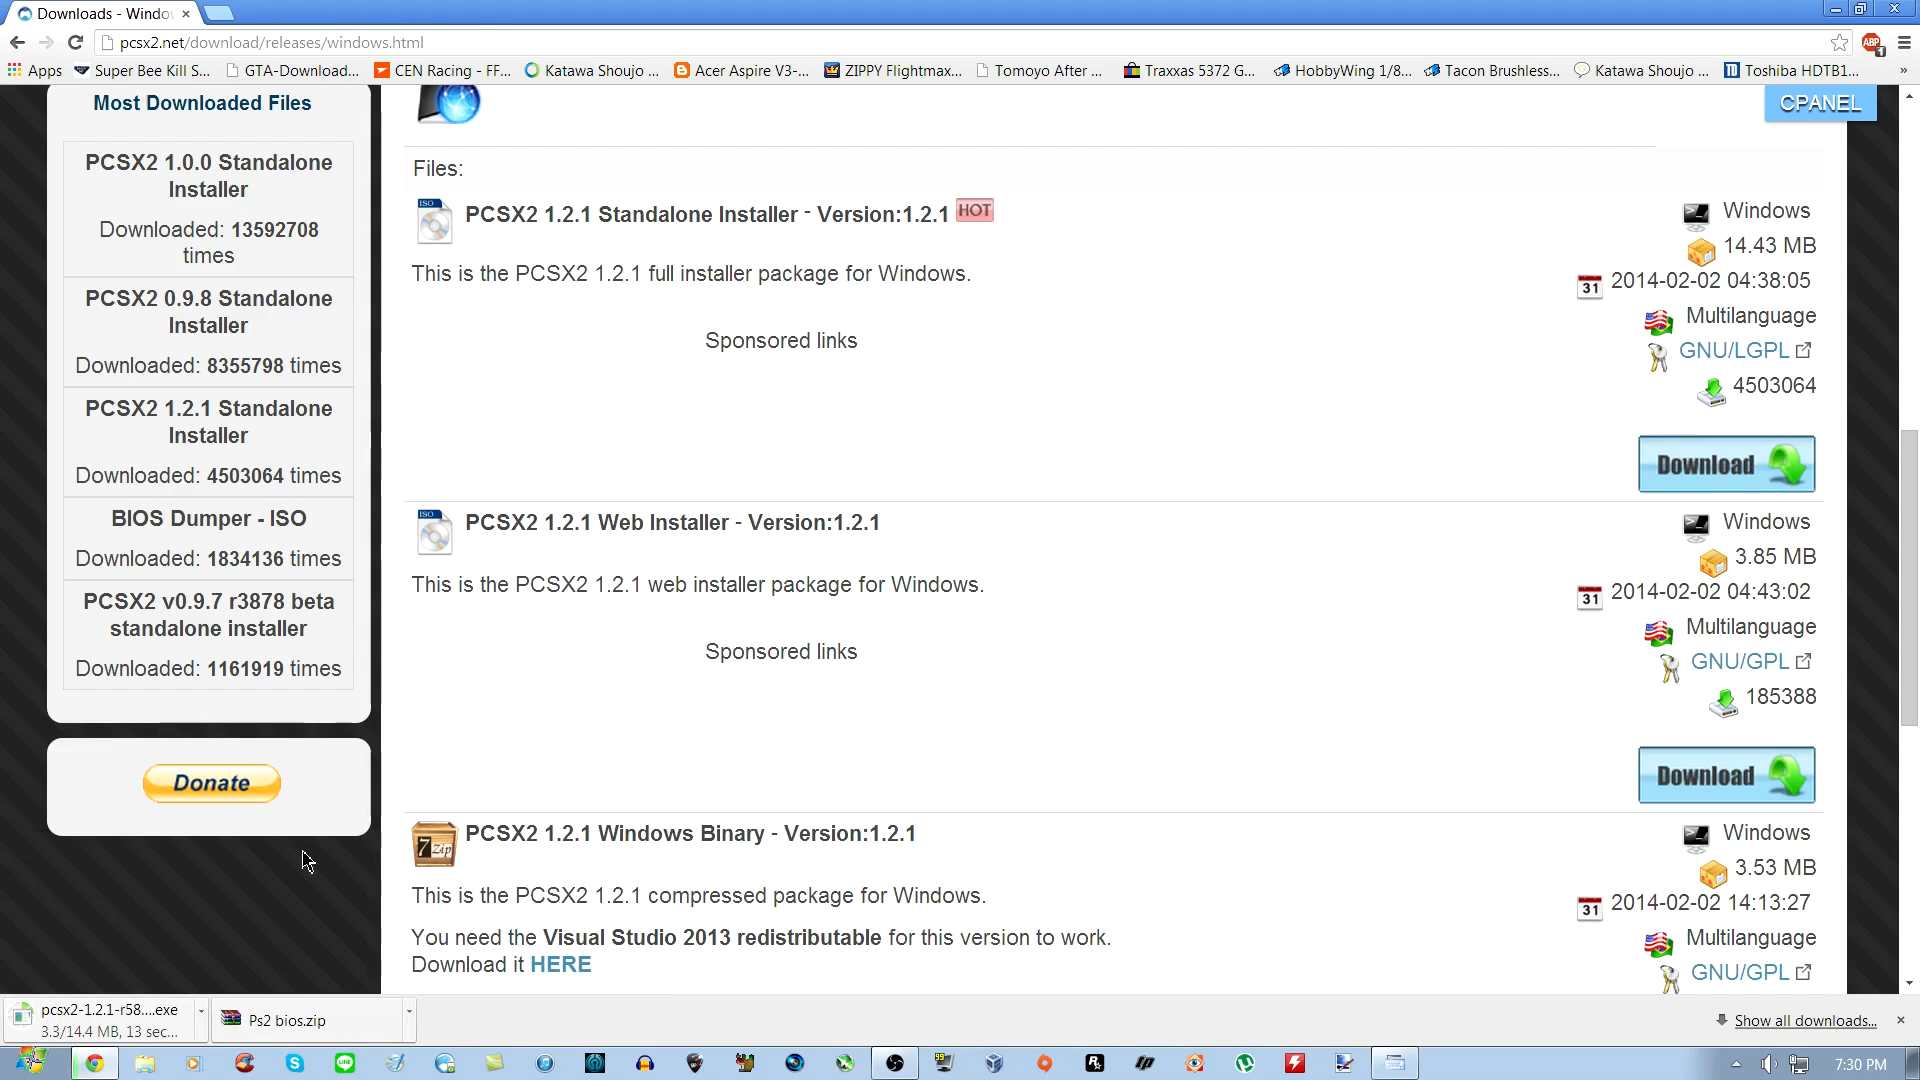 Downloads - Windo
pcsx2.net/download/releases/windows.html
ABP
1
Apps
Super Bee Kill S...
GTA-Download...
CEN Racing - FF...
Katawa Shoujo ...
Acer Aspire V3-...
ZIPPY Flightmax...
Tomoyo After ...
Traxxas 5372 G...
HobbyWing 1/8...
Tacon Brushless...
Katawa Shoujo ...
Toshiba HDTB1...
»
Most Downloaded Files
PCSX2 1.0.0 Standalone
Installer
Downloaded: 13592708
times
PCSX2 0.9.8 Standalone
Installer
Downloaded: 8355798 times
PCSX2 1.2.1 Standalone
Installer
Downloaded: 4503064 times
BIOS Dumper - ISO
Downloaded: 1834136 times
PCSX2 v0.9.7 r3878 beta
standalone installer
Downloaded: 1161919 times
Donate
CPANEL
Files:
ISO
PCSX2 1.2.1 Standalone Installer - Version:1.2.1 HOT
This is the PCSX2 1.2.1 full installer package for Windows.
Sponsored links
Windows
14.43 MB
31 2014-02-02 04:38:05
Multilanguage
GNU/LGPL
4503064
Download
ISO
PCSX2 1.2.1 Web Installer - Version:1.2.1
This is the PCSX2 1.2.1 web installer package for Windows.
Sponsored links
Windows
3.85 MB
31 2014-02-02 04:43:02
Multilanguage
GNU/GPL
185388
Download
7Zip
PCSX2 1.2.1 Windows Binary - Version:1.2.1
This is the PCSX2 1.2.1 compressed package for Windows.
You need the Visual Studio 2013 redistributable for this version to work.
Download it HERE
Windows
3.53 MB
31 2014-02-02 14:13:27
Multilanguage
GNU/GPL
pcsx2-1.2.1-r58....exe
3.3/14.4 MB, 13 sec...
Ps2 bios.zip
Show all downloads...
LINE
99
7:30 PM